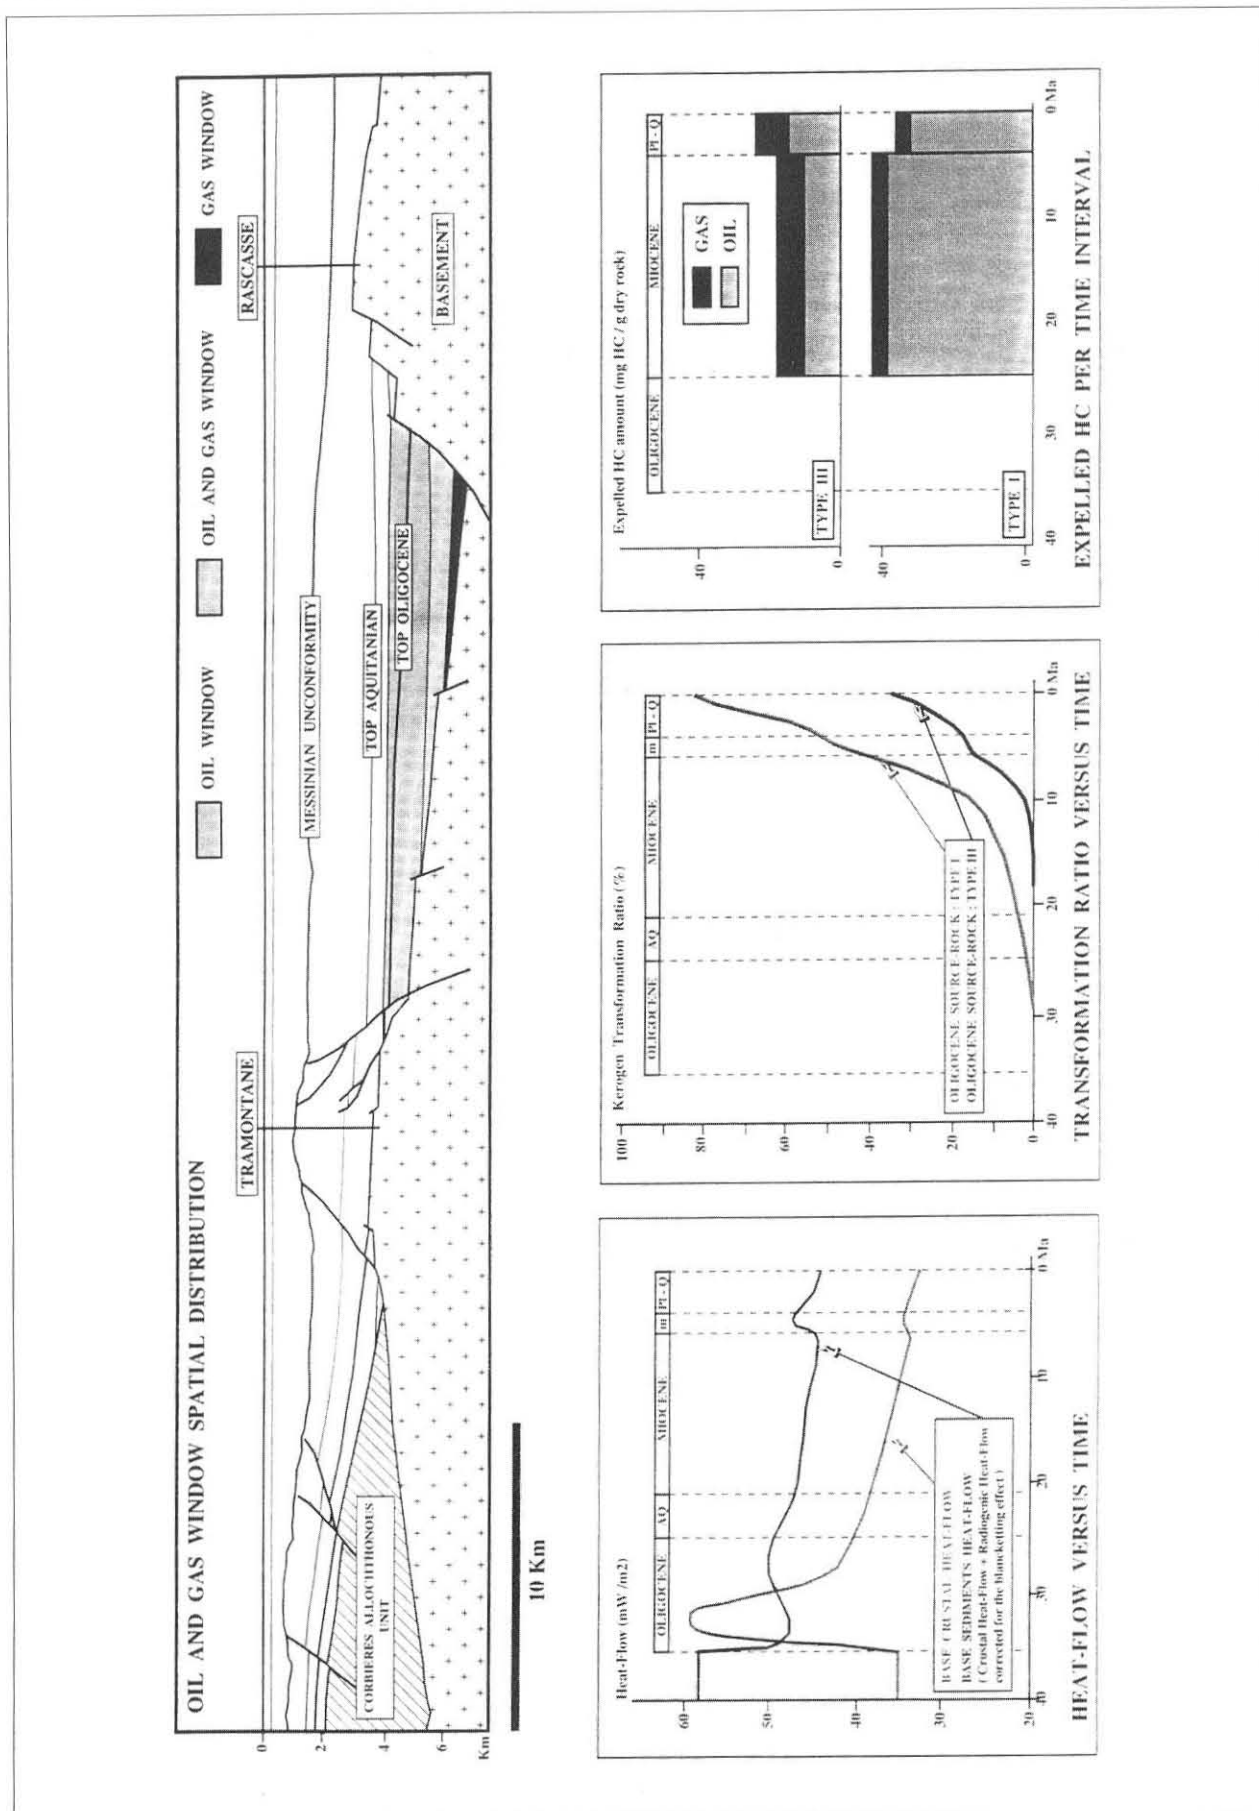 OIL AND GAS WINDOW SPATIAL DISTRIBUTION
OIL WINDOW
OIL AND GAS WINDOW
GAS WINDOW
TRAMONTANE
RASCASSE
0
2
4
Km
MESSINIAN UNCONFORMITY
TOP AQUITANIAN
TOP OLIGOCENE
BASEMENT
CORBIERES ALLOCHTHONOUS
UNIT
10 Km
Heat-Flow (mW /m2)
OLIGOCENE
AQ
MIOCENE
m
PI - Q
60
50
40
30
20
BASE CRUSTAL HEAT-FLOW
BASE SEDIMENTS HEAT-FLOW
( Crustal Heat-Flow + Radiogenic Heat-Flow
corrected for the blancketting effect )
40
30
20
10
0 Ma
HEAT-FLOW VERSUS TIME
Kerogen Transformation Ratio (%)
OLIGOCENE
AQ
MIOCENE
m
PI - Q
100
80
60
40
20
0
OLIGOCENE SOURCE-ROCK : TYPE I
OLIGOCENE SOURCE-ROCK : TYPE III
40
30
20
10
0 Ma
TRANSFORMATION RATIO VERSUS TIME
Expelled HC amount (mg HC / g dry rock)
OLIGOCENE
MIOCENE
PI - Q
GAS
OIL
40
0
TYPE III
40
0
TYPE I
40
30
20
10
0 Ma
EXPELLED HC PER TIME INTERVAL